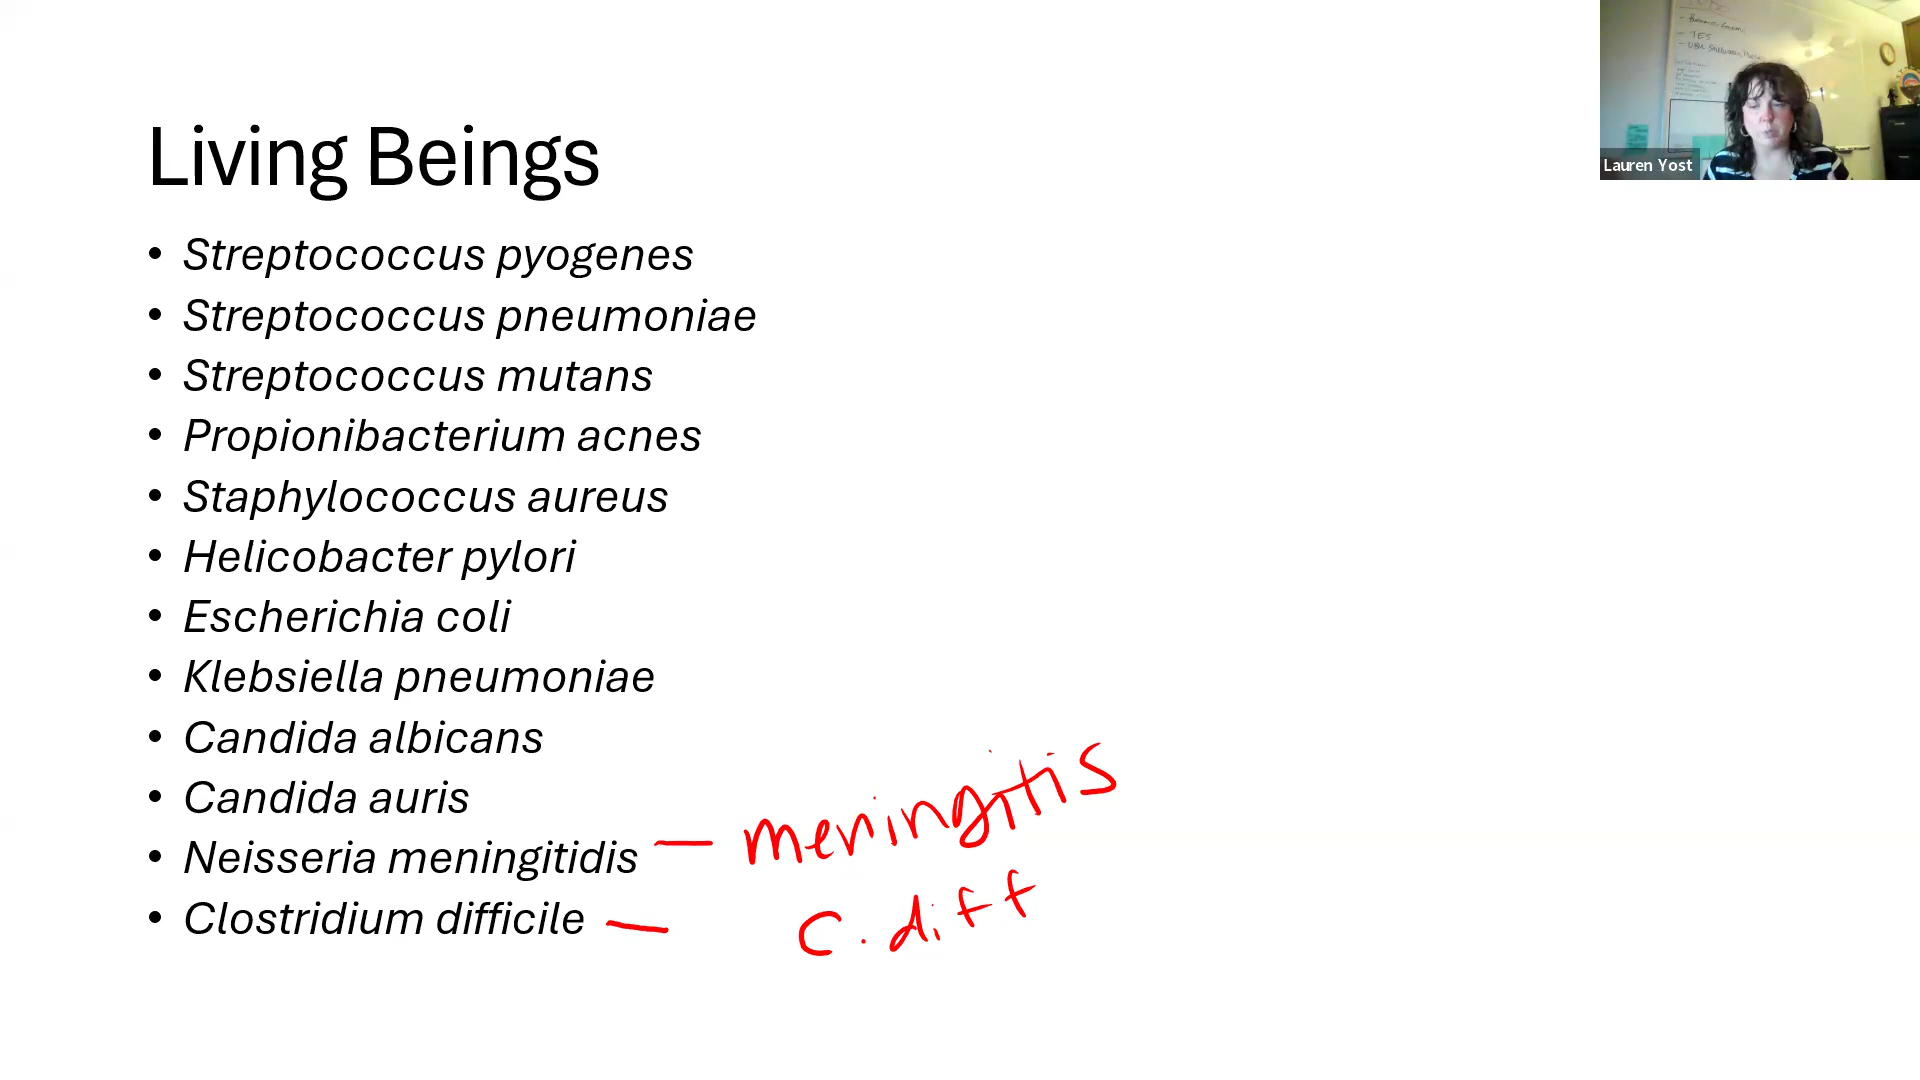 Living Beings
• Streptococcus pyogenes
• Streptococcus pneumoniae
• Streptococcus mutans
• Propionibacterium acnes
• Staphylococcus aureus
• Helicobacter pylori
• Escherichia coli
• Klebsiella pneumoniae
• Candida albicans
• Candida auris
• Neisseria meningitidis — meningitis
• Clostridium difficile — C. diff
TES
Lauren Yost